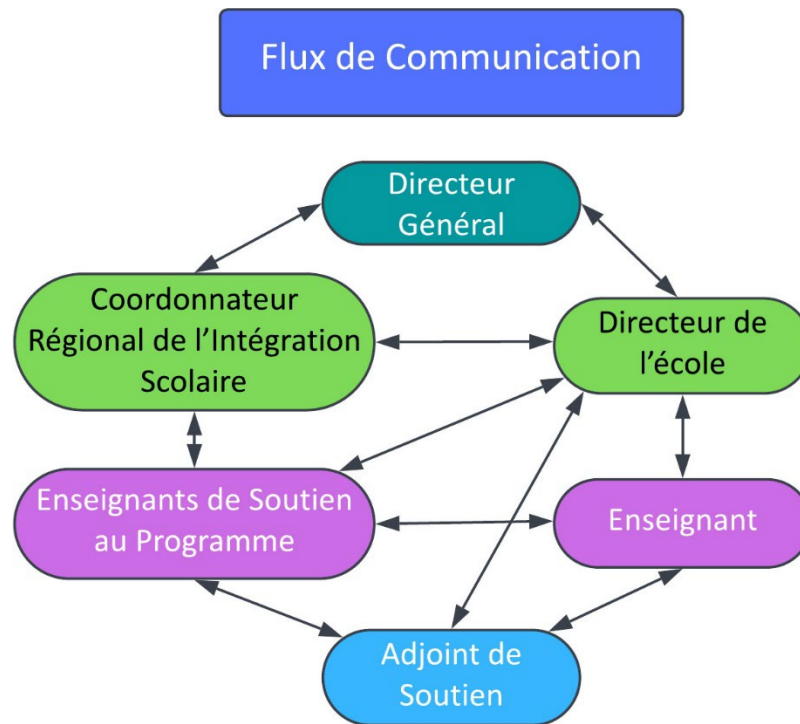 Flux de Communication
Directeur
Général
Coordonnateur
Régional de l’Intégration
Scolaire
Directeur de
l’école
Enseignants de Soutien
au Programme
Enseignant
Adjoint de
Soutien